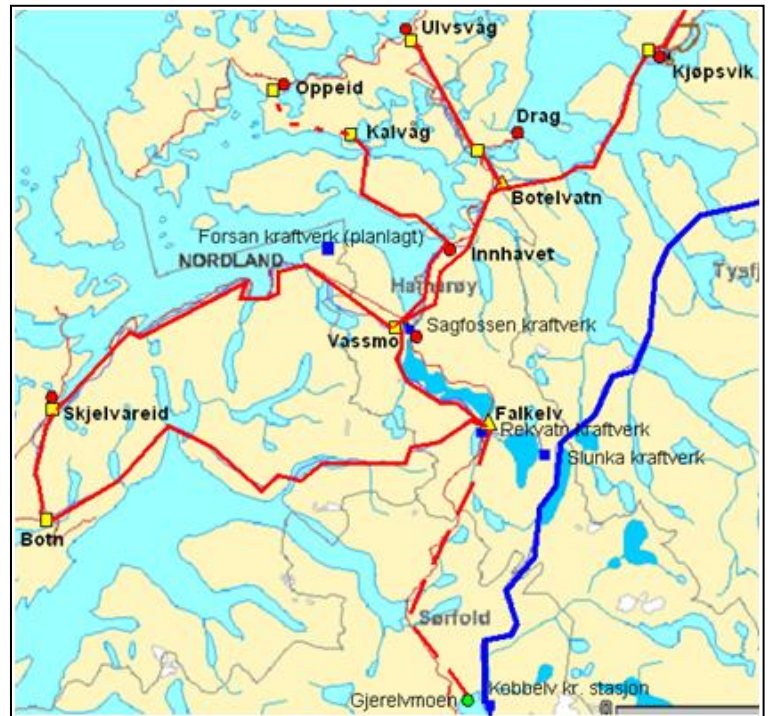 Ulvsvåg
Kjøpsvik
Oppeid
Drag
Kalvåg
Botelvatn
Forsan kraftverk (planlagt)
Innhavet
NORDLAND
Tysfj
Hamarøy
Sagfossen kraftverk
Vassmo
Skjelvareid
Falkelv
Rekvatn kraftverk
Slunka kraftverk
Botn
Sørfold
Kobbelv kr. stasjon
Gjerelvmoen